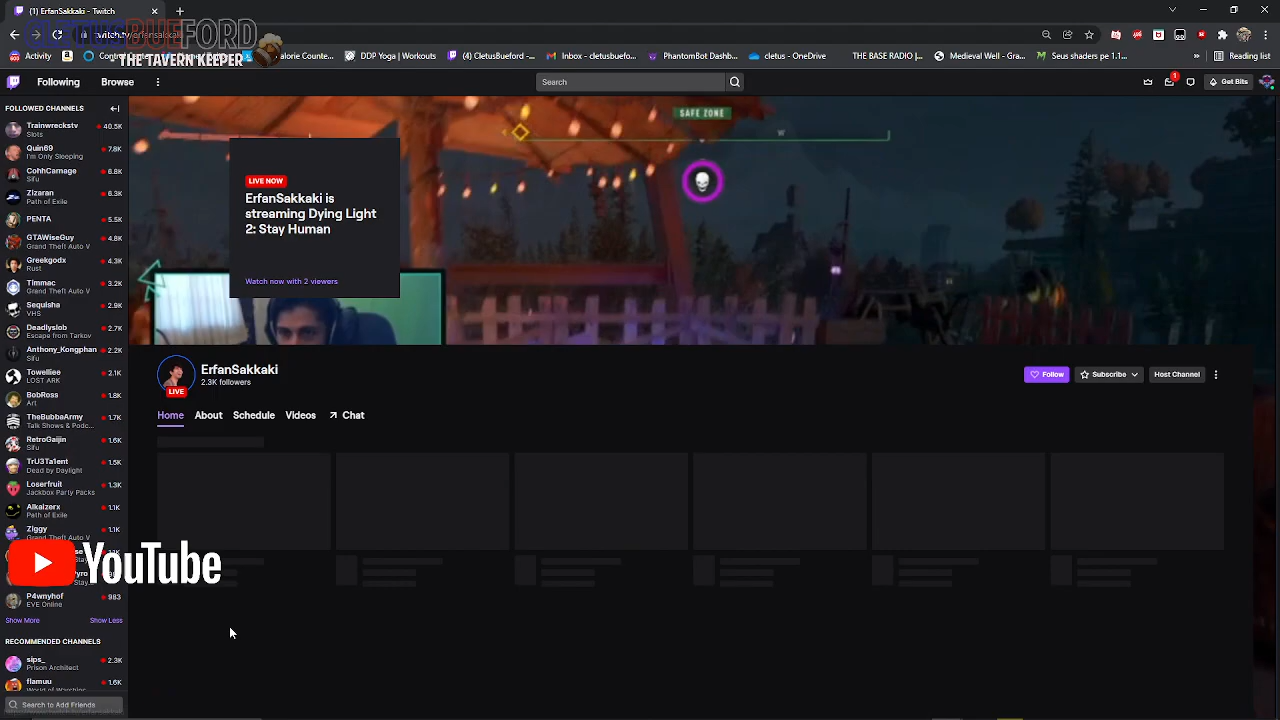 CLETUSBUEFORD
THE TAVERN KEEPER
twitch.tv/erfansakkaki
Activity
alorie Counte...
DDP Yoga | Workouts
(4) CletusBueford - T...
Inbox - cletusbuefo...
PhantomBot - Phant...
cletus - OneDrive
THE BASE RADIO |...
Medieval Well - Gra...
Seus aceves pe 1.1...
Reading list
Following
Browse
Search
1
Get Bits
FOLLOWED CHANNELS
Trainwreckstv
40.5K
Slots
Quin69
7.8K
I'm Only Sleeping
CohhCarnage
6.8K
Sifu
Zizaran
6.3K
Path of Exile
PENTA
5.5K
GTAWiseGuy
4.8K
Grand Theft Auto V
Greekgodx
4.3K
Rust
Timmac
3.2K
Grand Theft Auto V
Sequisha
2.9K
VHS
Deadlyslob
2.7K
Escape from Tarkov
Anthony_Kongphan
2.2K
Sifu
Towelliee
2.1K
LOST ARK
BobRoss
1.8K
Art
TheBubbaArmy
1.7K
Talk Shows & Podc...
RetroGaijin
1.6K
Sifu
TrU3Ta1ent
1.5K
Dead by Daylight
Loserfruit
1.3K
Jackbox Party Packs
Alkaizerx
1.1K
Path of Exile
Ziggy
1.1K
Grand Theft Auto V
P4wnyhof
983
EVE Online
Show More
Show Less
RECOMMENDED CHANNELS
sips_
2.3K
Prison Architect
flamuu
1.6K
World of Warships
Search to Add Friends
SAFE ZONE
W
LIVE NOW
ErfanSakkaki is
streaming Dying Light
2: Stay Human
Watch now with 2 viewers
LIVE
ErfanSakkaki
2.3K followers
Follow
Subscribe
Host Channel
Home
About
Schedule
Videos
Chat
YouTube